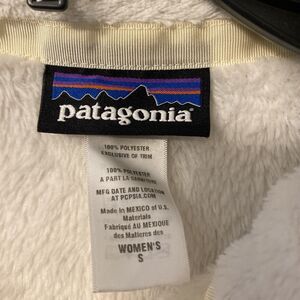 patagonia
100% POLYESTER
EXCLUSIVE OF TRIM
100% POLYESTER
A PART LA GARNITURE
MFG DATE AND LOCATION
AT PCPSIA.COM
Made in MEXICO of U.S.
Materials
Fabriqué AU MEXIQUE
des Matieres des
WOMEN'S
S